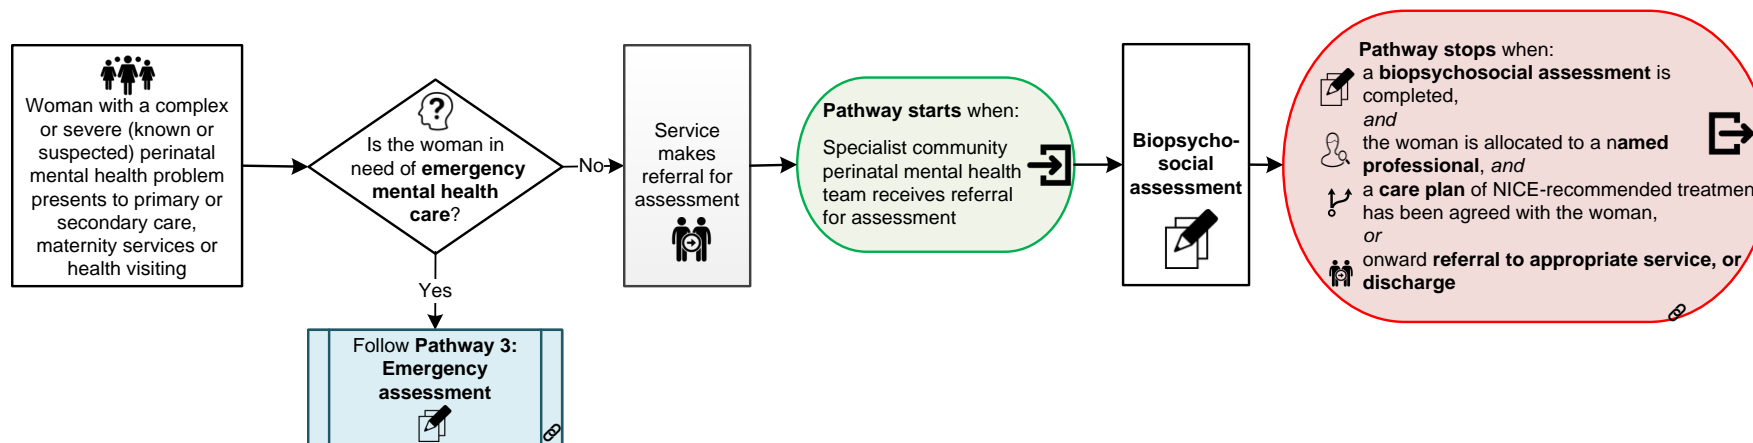 Woman with a complex
or severe (known or
suspected) perinatal
mental health problem
presents to primary or
secondary care,
maternity services or
health visiting
?
Is the woman in
need of emergency
mental health
care?
No
Yes
Follow Pathway 3:
Emergency
assessment
Service
makes
referral for
assessment
Pathway starts when:
Specialist community
perinatal mental health
team receives referral
for assessment
Biopsycho-
social
assessment
Pathway stops when:
a biopsychosocial assessment is
completed,
and
the woman is allocated to a named
professional, and
a care plan of NICE-recommended treatmen
has been agreed with the woman,
or
onward referral to appropriate service, or
discharge